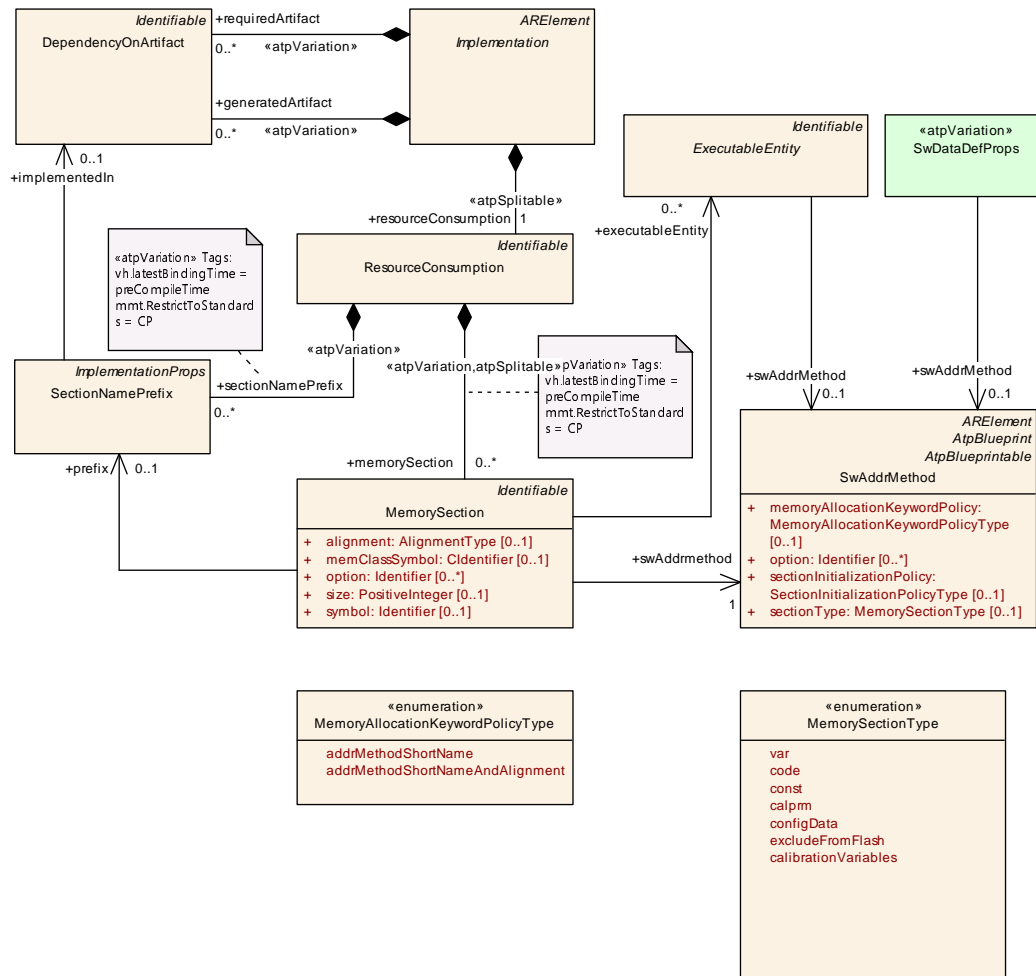 Identifiable
DependencyOnArtifact
+requiredArtifact
0..*
«atpVariation»
ARElement
Implementation
+generatedArtifact
0..*
«atpVariation»
0..1
+implementedIn
«atpSplitable»
+resourceConsumption
1
Identifiable
ExecutableEntity
«atpVariation»
SwDataDefProps
0..*
+executableEntity
«atpVariation» Tags:
vh.latestBindingTime =
preCompileTime
mmt.RestrictToStandard
s = CP
Identifiable
ResourceConsumption
«atpVariation»
«atpVariation,atpSplitable»
pVariation» Tags:
vh.latestBindingTime =
preCompileTime
mmt.RestrictToStandard
s = CP
ImplementationProps
SectionNamePrefix
+sectionNamePrefix
0..*
+swAddrMethod
0..1
+swAddrMethod
0..1
+prefix
0..1
+memorySection
0..*
ARElement
AtpBlueprint
AtpBlueprintable
SwAddrMethod
+ memoryAllocationKeywordPolicy:
MemoryAllocationKeywordPolicyType
[0..1]
+ option: Identifier [0..*]
+ sectionInitializationPolicy:
SectionInitializationPolicyType [0..1]
+ sectionType: MemorySectionType [0..1]
Identifiable
MemorySection
+ alignment: AlignmentType [0..1]
+ memClassSymbol: CIdentifier [0..1]
+ option: Identifier [0..*]
+ size: PositiveInteger [0..1]
+ symbol: Identifier [0..1]
+swAddrmethod
1
«enumeration»
MemoryAllocationKeywordPolicyType
addrMethodShortName
addrMethodShortNameAndAlignment
«enumeration»
MemorySectionType
var
code
const
calprm
configData
excludeFromFlash
calibrationVariables